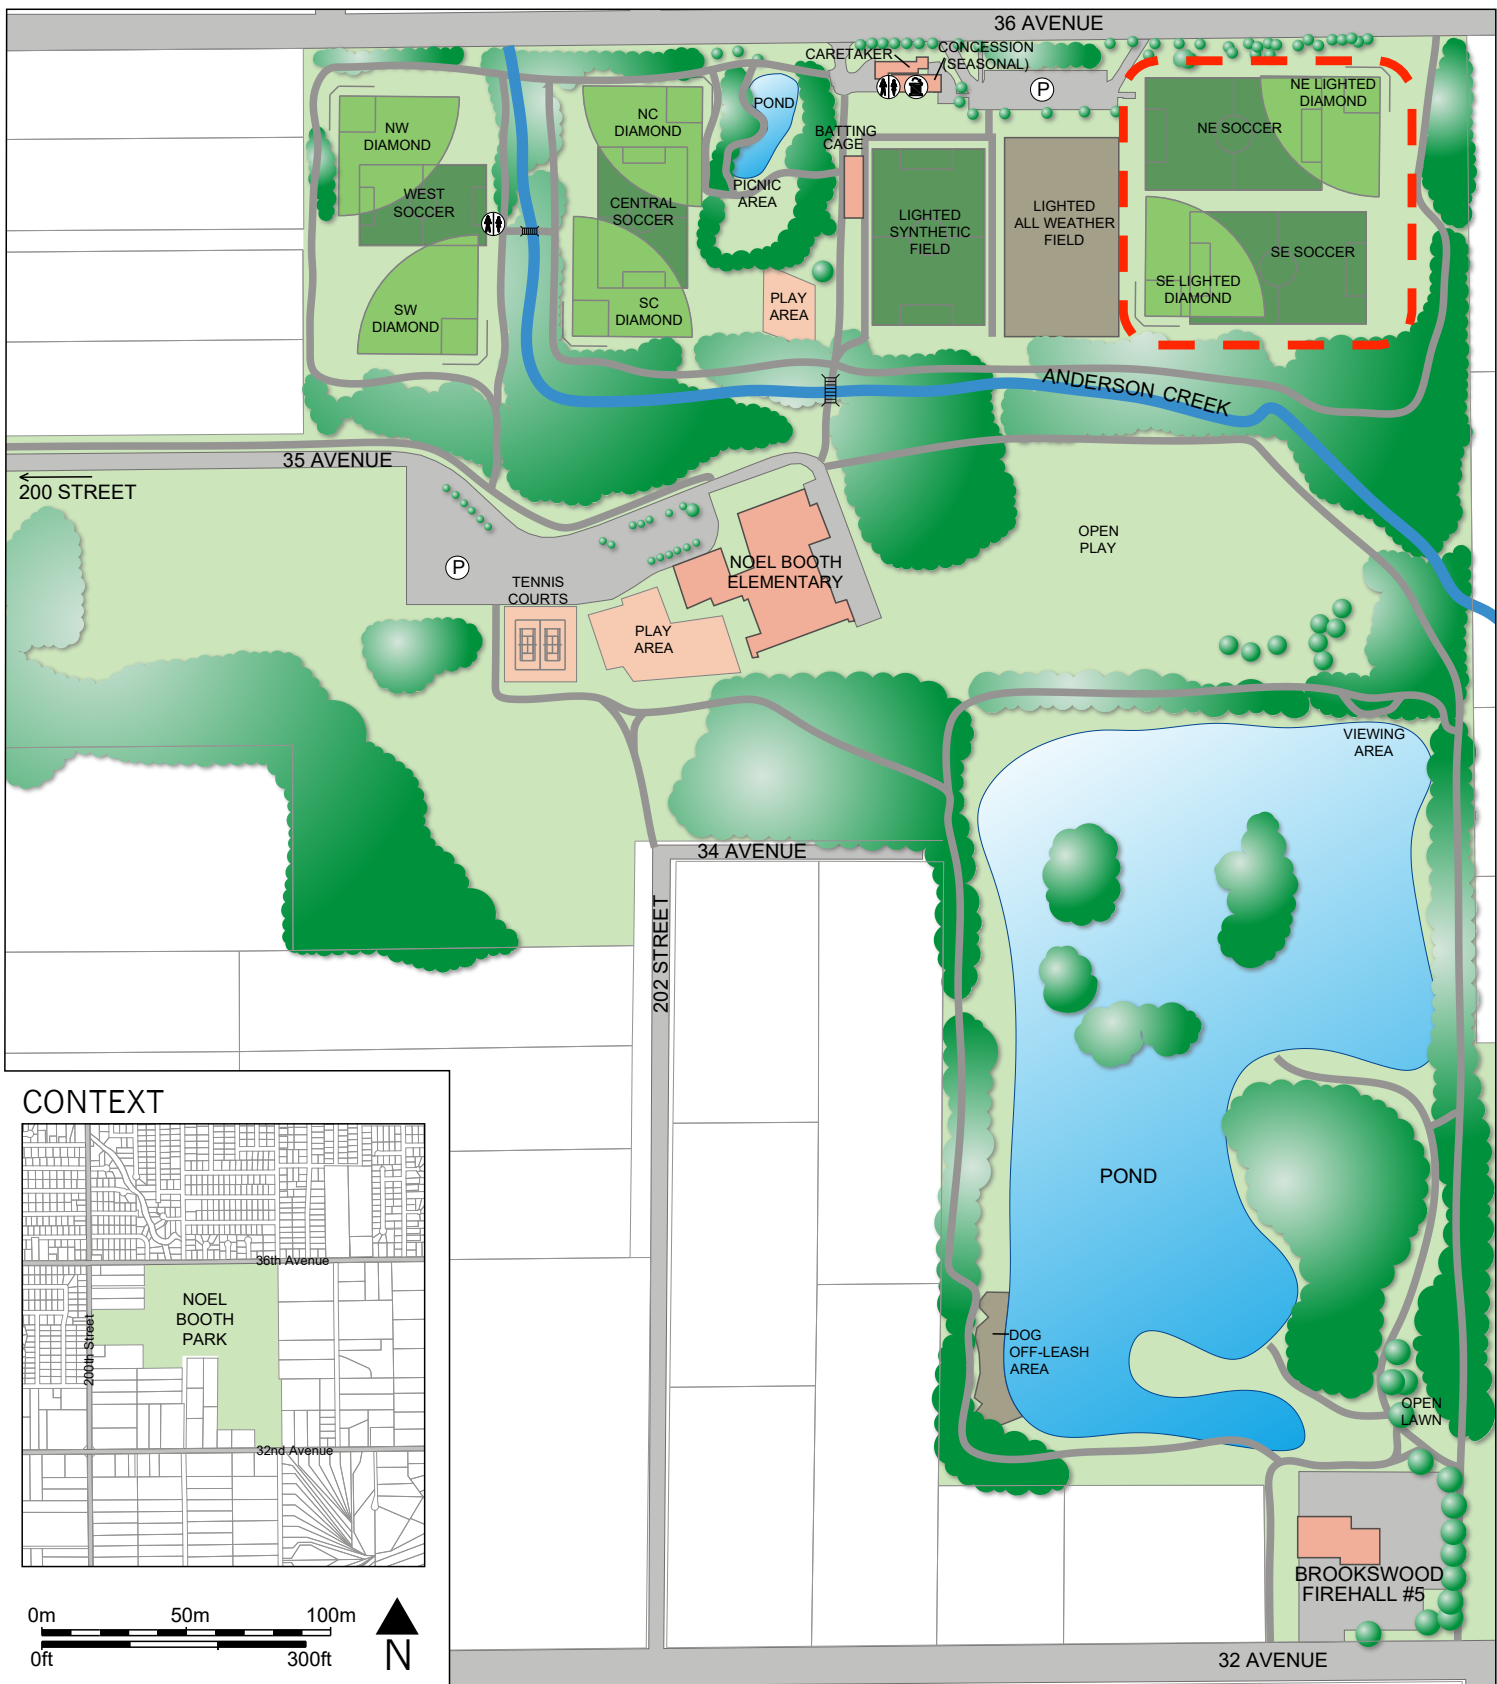 36 AVENUE
CARETAKER
CONCESSION
(SEASONAL)
P
NE LIGHTED
DIAMOND
NE SOCCER
NW
DIAMOND
NC
DIAMOND
POND
BATTING
CAGE
WEST
SOCCER
CENTRAL
SOCCER
PICNIC
AREA
LIGHTED
SYNTHETIC
FIELD
LIGHTED
ALL WEATHER
FIELD
SE SOCCER
SE LIGHTED
DIAMOND
SW
DIAMOND
SC
DIAMOND
PLAY
AREA
ANDERSON CREEK
35 AVENUE
200 STREET
OPEN
PLAY
P
TENNIS
COURTS
NOEL BOOTH
ELEMENTARY
PLAY
AREA
VIEWING
AREA
34 AVENUE
202 STREET
POND
DOG
OFF-LEASH
AREA
OPEN
LAWN
BROOKSWOOD
FIREHALL #5
32 AVENUE
CONTEXT
36th Avenue
NOEL
BOOTH
PARK
200th Street
32nd Avenue
0m 50m 100m
0ft 300ft
N